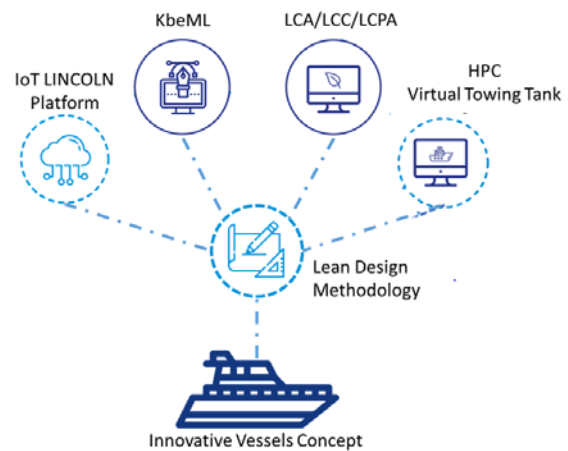 KbeML
LCA/LCC/LCPA
IoT LINCOLN
Platform
HPC
Virtual Towing Tank
Lean Design
Methodology
Innovative Vessels Concept